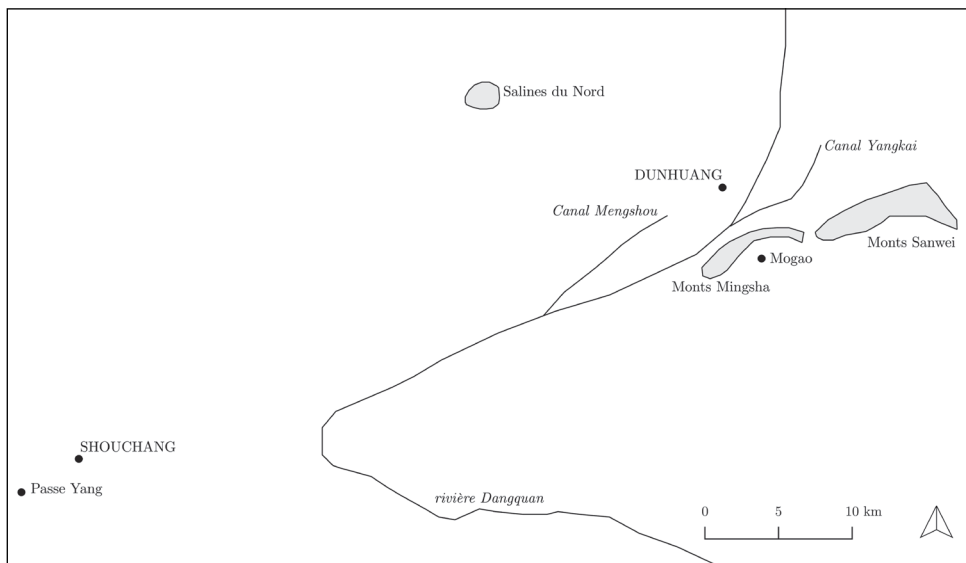 Salines du Nord
Canal Yangkai
DUNHUANG
Canal Mengshou
Monts Sanwei
Mogao
Monts Mingsha
SHOUCHANG
Passe Yang
rivière Dangquan
0 5 10 km